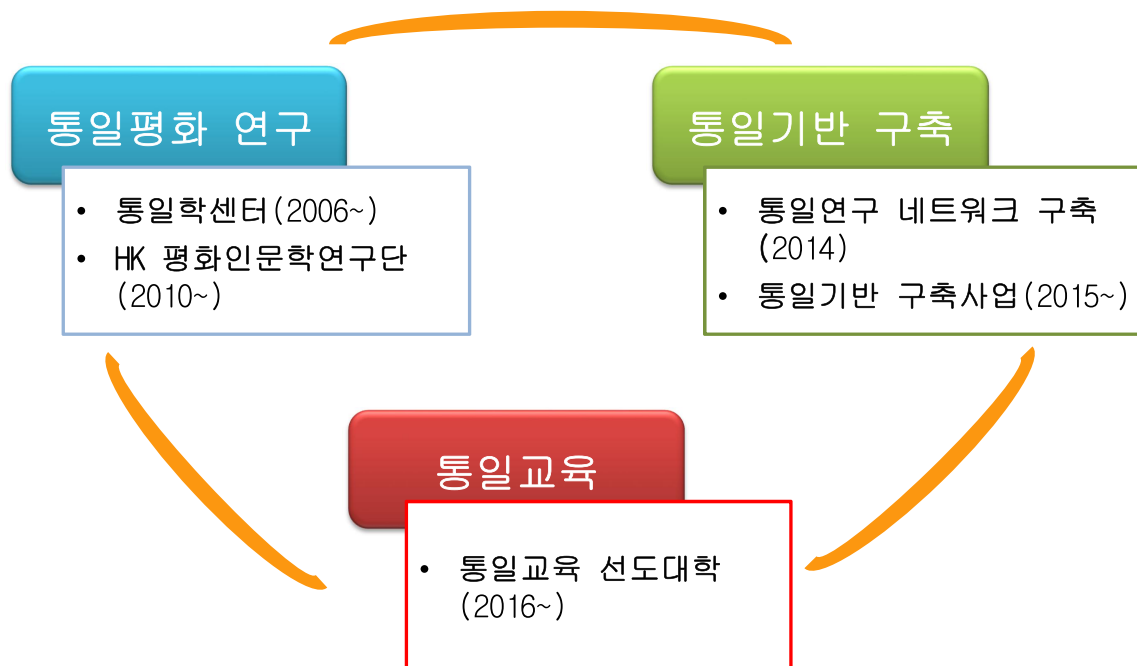 통일평화 연구
• 통일학센터(2006~)
• HK 평화인문학연구단
(2010~)
통일기반 구축
• 통일연구 네트워크 구축
(2014)
• 통일기반 구축사업(2015~)
통일교육
• 통일교육 선도대학
(2016~)